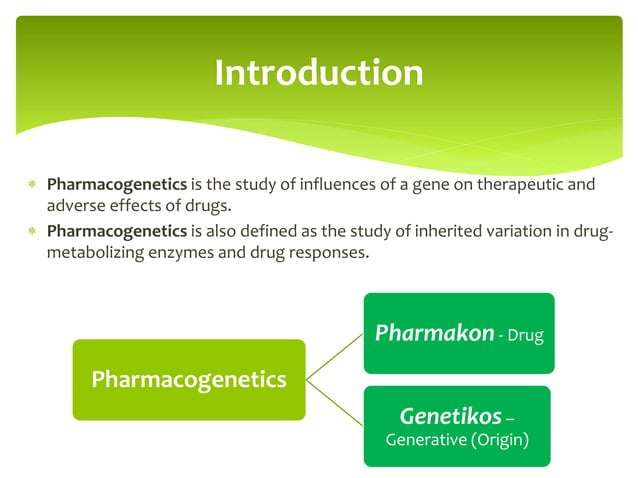 Introduction
Pharmacogenetics is the study of influences of a gene on therapeutic and
adverse effects of drugs.
Pharmacogenetics is also defined as the study of inherited variation in drug-
metabolizing enzymes and drug responses.
Pharmacogenetics
Pharmakon - Drug
Genetikos –
Generative (Origin)